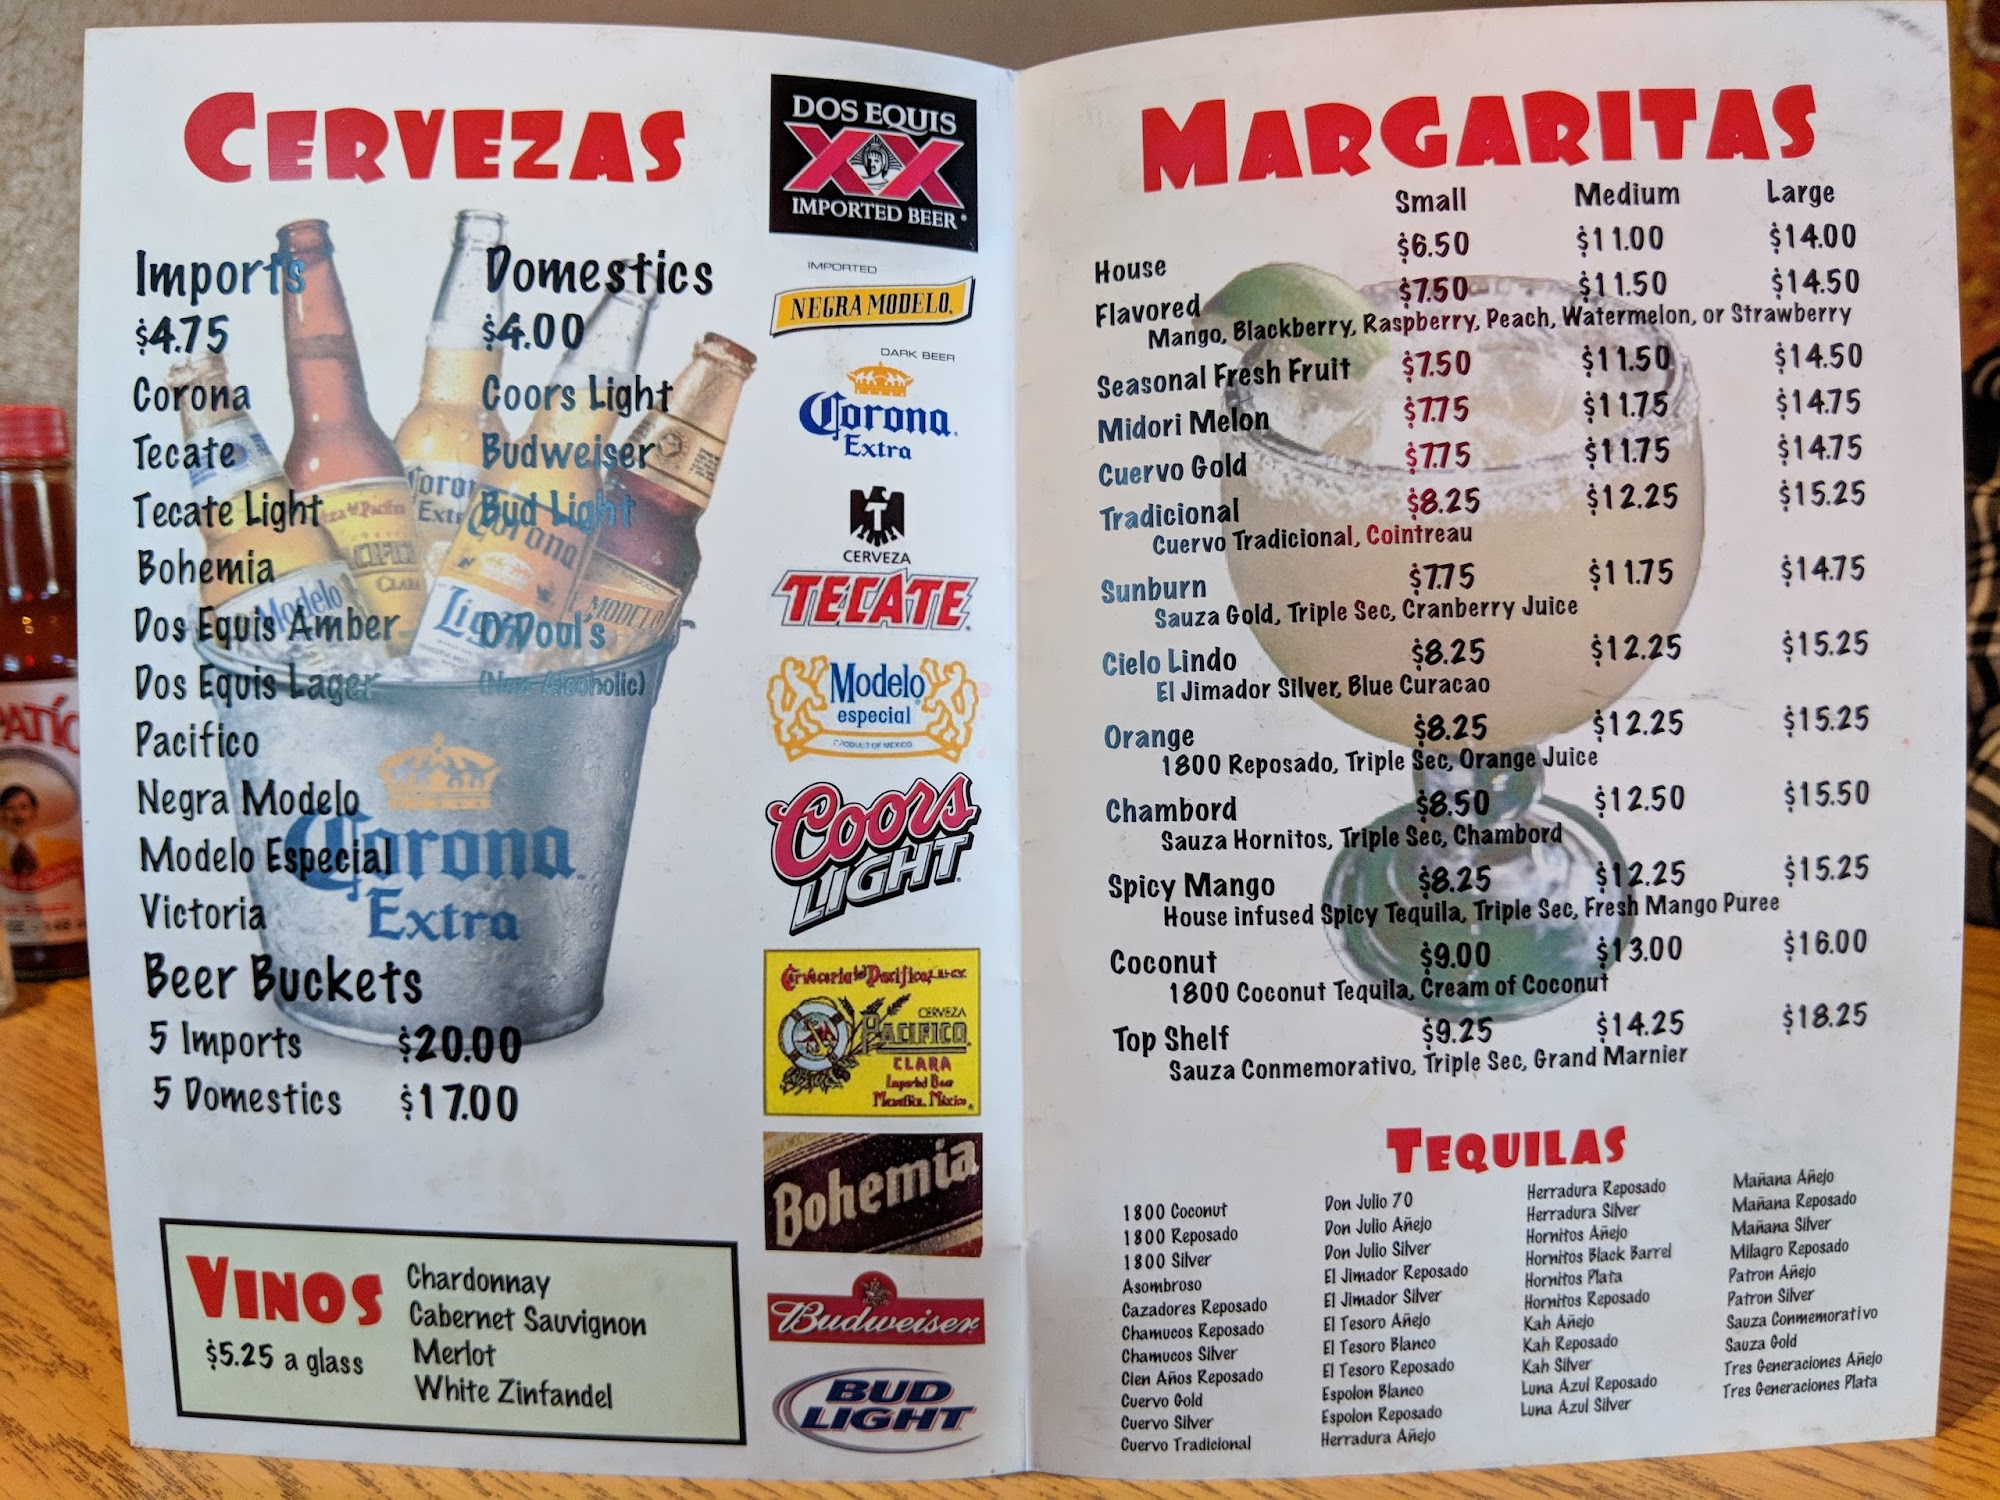 CERVEZAS
Imports
$4.75
Corona
Tecate
Tecate Light
Bohemia
Dos Equis Amber
Dos Equis Lager
Pacifico
Negra Modelo
Modelo Especial
Victoria
Domestics
$4.00
Coors Light
Budweiser
Bud Light
O'Doul's
(Non-Alcoholic)
Beer Buckets
5 Imports $20.00
5 Domestics $17.00
Corona
Extra
Modelo
Corona
Extra
Corona
Light
MODELO
VINOS
$5.25 a glass
Chardonnay
Cabernet Sauvignon
Merlot
White Zinfandel
DOS EQUIS
XX
IMPORTED BEER
IMPORTED
NEGRA MODELO.
DARK BEER
Corona
Extra
CERVEZA
TECATE
Modelo
especial
PRODUCT OF MEXICO
Coors
LIGHT
Cerveceria del Pacifico
CERVEZA
PACIFICO
CLARA
Imported Beer
Mazatlan, Mexico
Bohemia
Budweiser
BUD
LIGHT
MARGARITAS
Small Medium Large
House $6.50 $11.00 $14.00
Flavored $7.50 $11.50 $14.50
Mango, Blackberry, Raspberry, Peach, Watermelon, or Strawberry
Seasonal Fresh Fruit $7.50 $11.50 $14.50
Midori Melon $7.75 $11.75 $14.75
Cuervo Gold $7.75 $11.75 $14.75
Tradicional $8.25 $12.25 $15.25
Cuervo Tradicional, Cointreau
Sunburn $7.75 $11.75 $14.75
Sauza Gold, Triple Sec, Cranberry Juice
Cielo Lindo $8.25 $12.25 $15.25
El Jimador Silver, Blue Curacao
Orange $8.25 $12.25 $15.25
1800 Reposado, Triple Sec, Orange Juice
Chambord $8.50 $12.50 $15.50
Sauza Hornitos, Triple Sec, Chambord
Spicy Mango $8.25 $12.25 $15.25
House infused Spicy Tequila, Triple Sec, Fresh Mango Puree
Coconut $9.00 $13.00 $16.00
1800 Coconut Tequila, Cream of Coconut
Top Shelf $9.25 $14.25 $18.25
Sauza Conmemorativo, Triple Sec, Grand Marnier
TEQUILAS
1800 Coconut
1800 Reposado
1800 Silver
Asombroso
Cazadores Reposado
Chamucos Reposado
Chamucos Silver
Cien Años Reposado
Cuervo Gold
Cuervo Silver
Cuervo Tradicional
Don Julio 70
Don Julio Añejo
Don Julio Silver
El Jimador Reposado
El Jimador Silver
El Tesoro Añejo
El Tesoro Blanco
El Tesoro Reposado
Espolon Blanco
Espolon Reposado
Herradura Añejo
Herradura Reposado
Herradura Silver
Hornitos Añejo
Hornitos Black Barrel
Hornitos Plata
Hornitos Reposado
Kah Añejo
Kah Reposado
Kah Silver
Luna Azul Reposado
Luna Azul Silver
Mañana Añejo
Mañana Reposado
Mañana Silver
Milagro Reposado
Patron Añejo
Patron Silver
Sauza Conmemorativo
Sauza Gold
Tres Generaciones Añejo
Tres Generaciones Plata